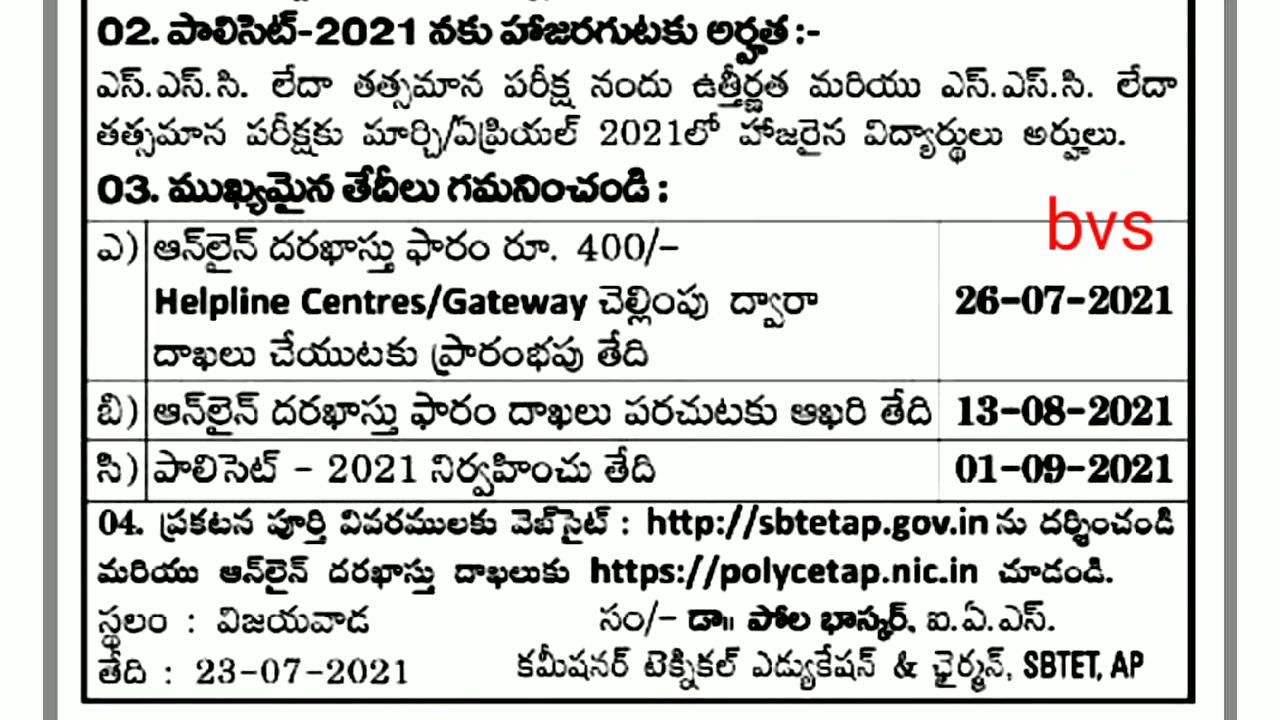 02. పాలిసెట్-2021 నకు హాజరగుటకు అర్హత :-
ఎస్.ఎస్.సి. లేదా తత్సమాన పరీక్ష నందు ఉత్తీర్ణత మరియు ఎస్.ఎస్.సి. లేదా
తత్సమాన పరీక్షకు మార్చి/ఏప్రియల్ 2021లో హాజరైన విద్యార్థులు అర్హులు.
03. ముఖ్యమైన తేదీలు గమనించండి :
bvs
ఎ) ఆన్‌లైన్ దరఖాస్తు ఫారం రూ. 400/-
Helpline Centres/Gateway చెల్లింపు ద్వారా 26-07-2021
దాఖలు చేయుటకు ప్రారంభపు తేది
బి) ఆన్‌లైన్ దరఖాస్తు ఫారం దాఖలు పరచుటకు ఆఖరి తేది 13-08-2021
సి) పాలిసెట్ - 2021 నిర్వహించు తేది 01-09-2021
04. ప్రకటన పూర్తి వివరములకు వెబ్‌సైట్ : http://sbtetap.gov.in ను దర్శించండి
మరియు ఆన్‌లైన్ దరఖాస్తు దాఖలుకు https://polycetap.nic.in చూడండి.
స్థలం : విజయవాడ సం/- డా॥ పోల భాస్కర్, ఐ.ఏ.ఎస్.
తేది : 23-07-2021 కమీషనర్ టెక్నికల్ ఎడ్యుకేషన్ & ఛైర్మన్, SBTET, AP